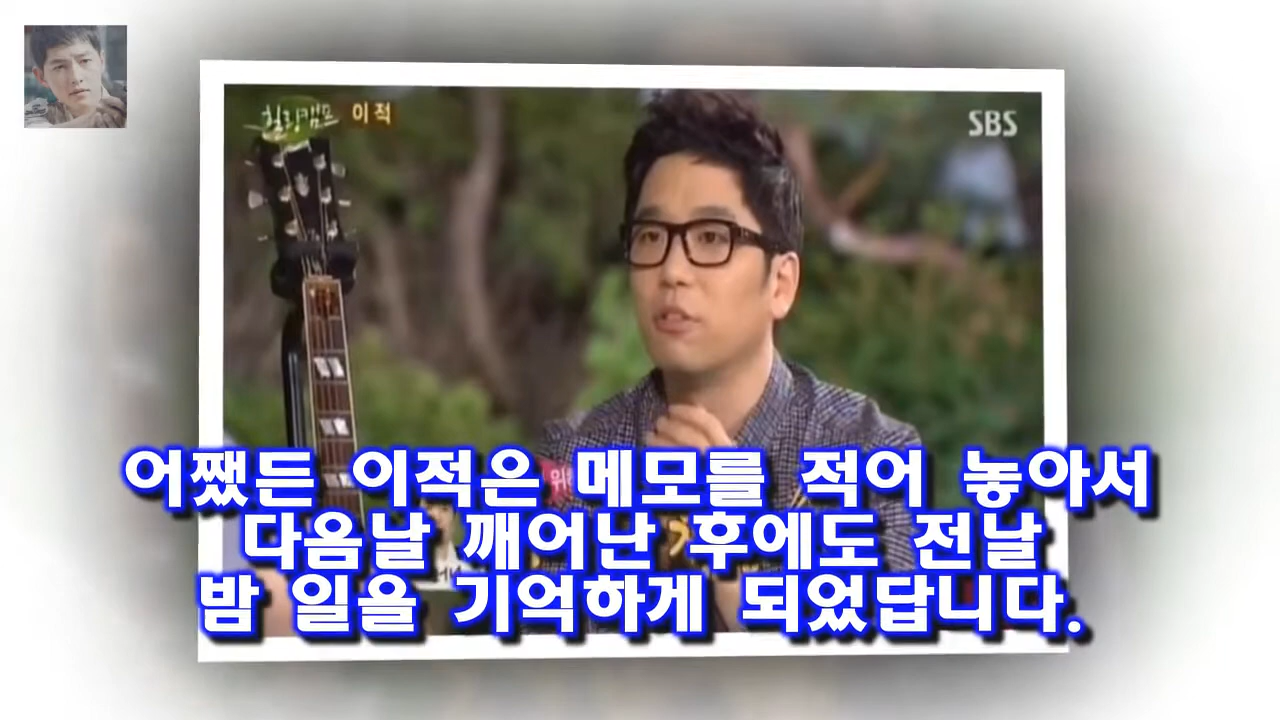 힐링캠프 이적
SBS
어쨌든 이적은 메모를 적어 놓아서
다음날 깨어난 후에도 전날
밤 일을 기억하게 되었답니다.